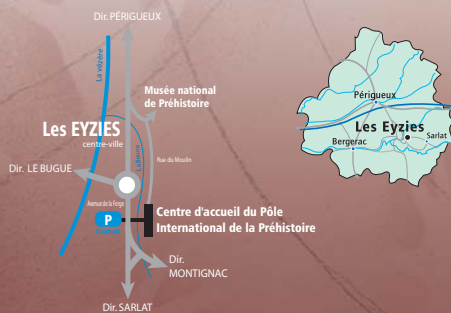 Dir. PÉRIGUEUX
La vézère
Musée national
de Préhistoire
Les EYZIES
centre-ville
La Beune
Rue du Moulin
Dir. LE BUGUE
Avenue de la Forge
P
Centre d'accueil du Pôle
International de la Préhistoire
Dir.
MONTIGNAC
Dir. SARLAT
Périgueux
Les Eyzies
Bergerac
Sarlat